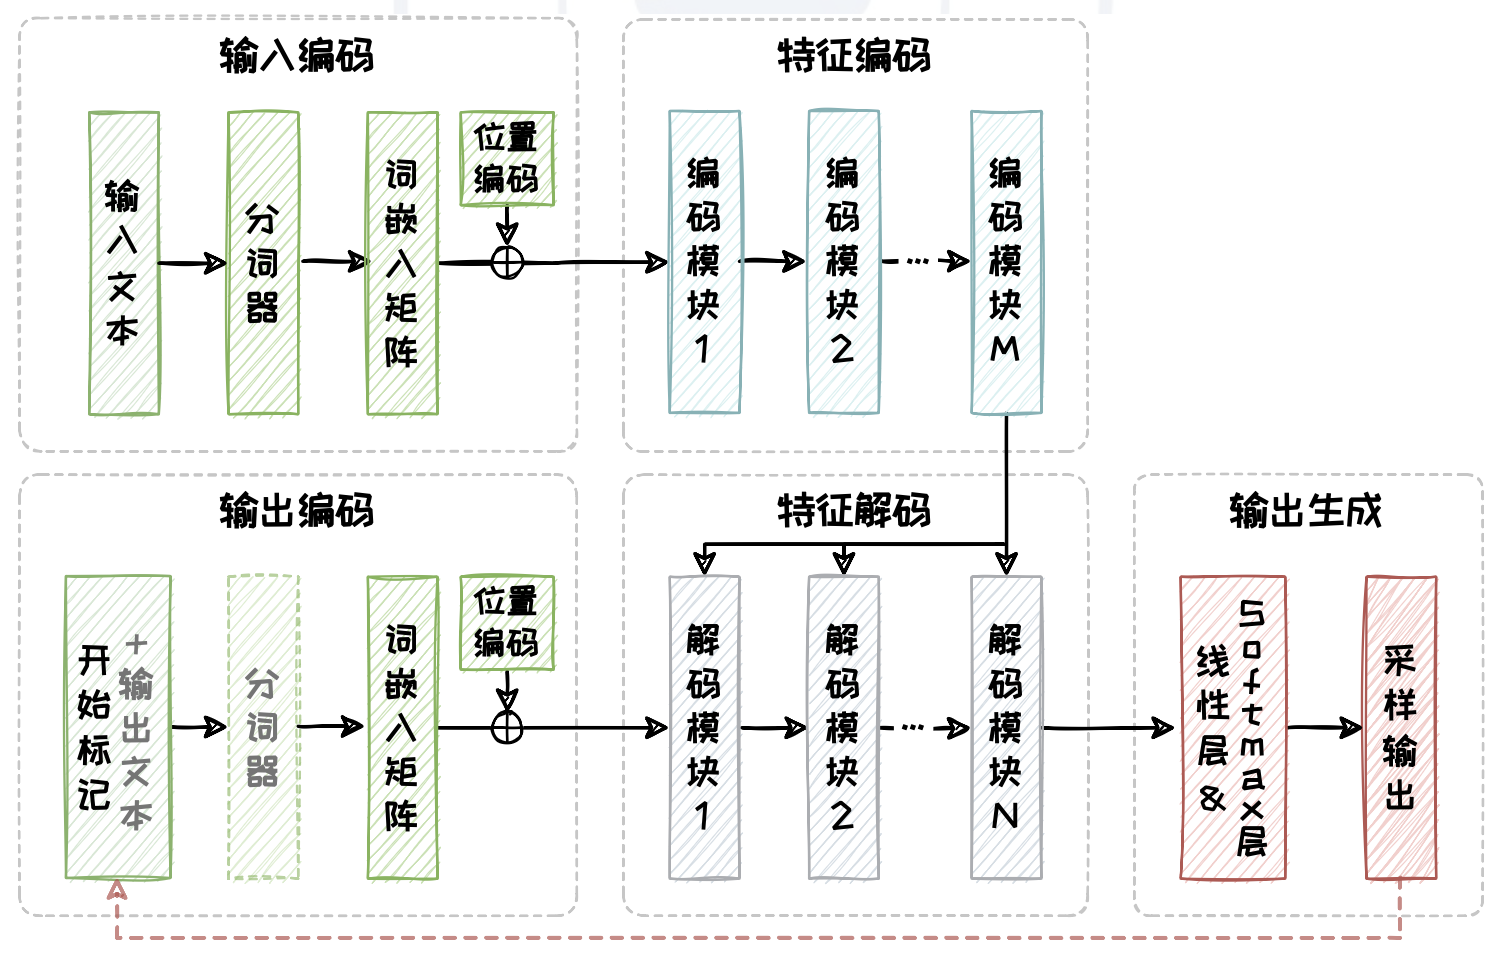 输入编码
输入文本
分词器
词嵌入矩阵
位置
编码
特征编码
编码模块1
编码模块2
...
编码模块M
输出编码
开始标记
+输出文本
分词器
词嵌入矩阵
位置
编码
特征解码
解码模块1
解码模块2
...
解码模块N
输出生成
线性层&
Softmax层
采样输出